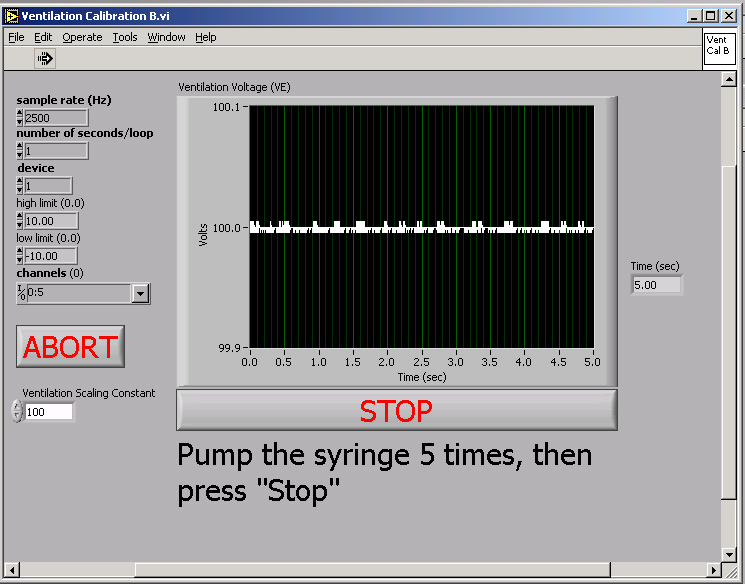 Ventilation Calibration B.vi
File Edit Operate Tools Window Help
Vent
Cal B
sample rate (Hz)
2500
number of seconds/loop
1
device
1
high limit (0.0)
10.00
low limit (0.0)
-10.00
channels (0)
I/O 0:5
ABORT
Ventilation Scaling Constant
100
Ventilation Voltage (VE)
100.1
100.0
99.9
Volts
0.0 0.5 1.0 1.5 2.0 2.5 3.0 3.5 4.0 4.5 5.0
Time (sec)
Time (sec)
5.00
STOP
Pump the syringe 5 times, then
press "Stop"